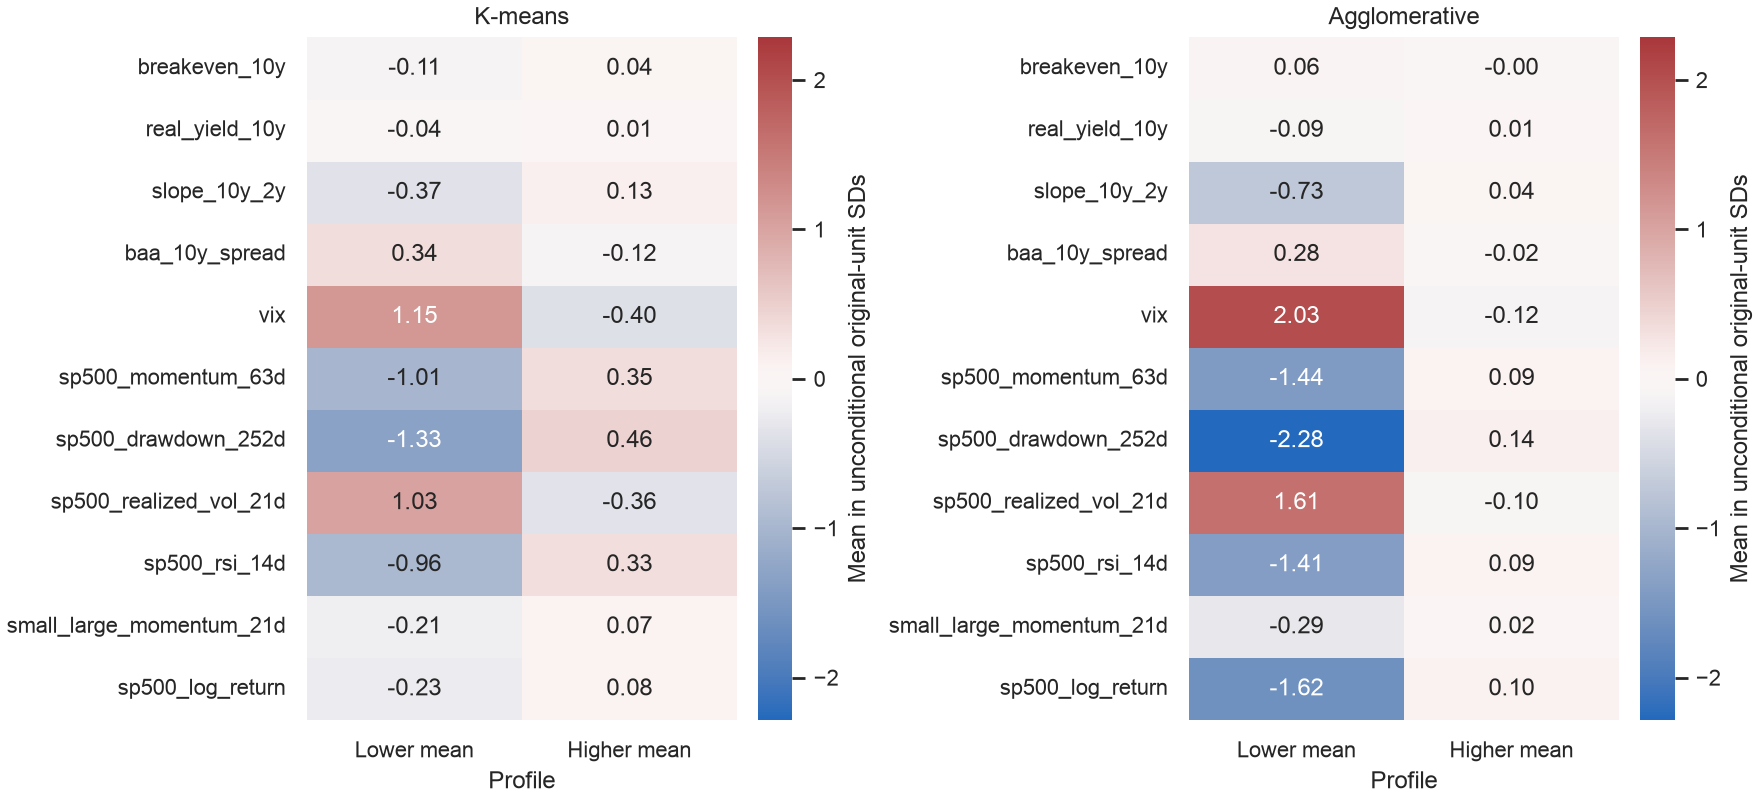 K-means
breakeven_10y -0.11 0.04
real_yield_10y -0.04 0.01
slope_10y_2y -0.37 0.13
baa_10y_spread 0.34 -0.12
vix 1.15 -0.40
sp500_momentum_63d -1.01 0.35
sp500_drawdown_252d -1.33 0.46
sp500_realized_vol_21d 1.03 -0.36
sp500_rsi_14d -0.96 0.33
small_large_momentum_21d -0.21 0.07
sp500_log_return -0.23 0.08
Lower mean Higher mean
Profile
2
1
0
−1
−2
Mean in unconditional original-unit SDs
Agglomerative
breakeven_10y 0.06 -0.00
real_yield_10y -0.09 0.01
slope_10y_2y -0.73 0.04
baa_10y_spread 0.28 -0.02
vix 2.03 -0.12
sp500_momentum_63d -1.44 0.09
sp500_drawdown_252d -2.28 0.14
sp500_realized_vol_21d 1.61 -0.10
sp500_rsi_14d -1.41 0.09
small_large_momentum_21d -0.29 0.02
sp500_log_return -1.62 0.10
Lower mean Higher mean
Profile
2
1
0
−1
−2
Mean in unconditional original-unit SDs